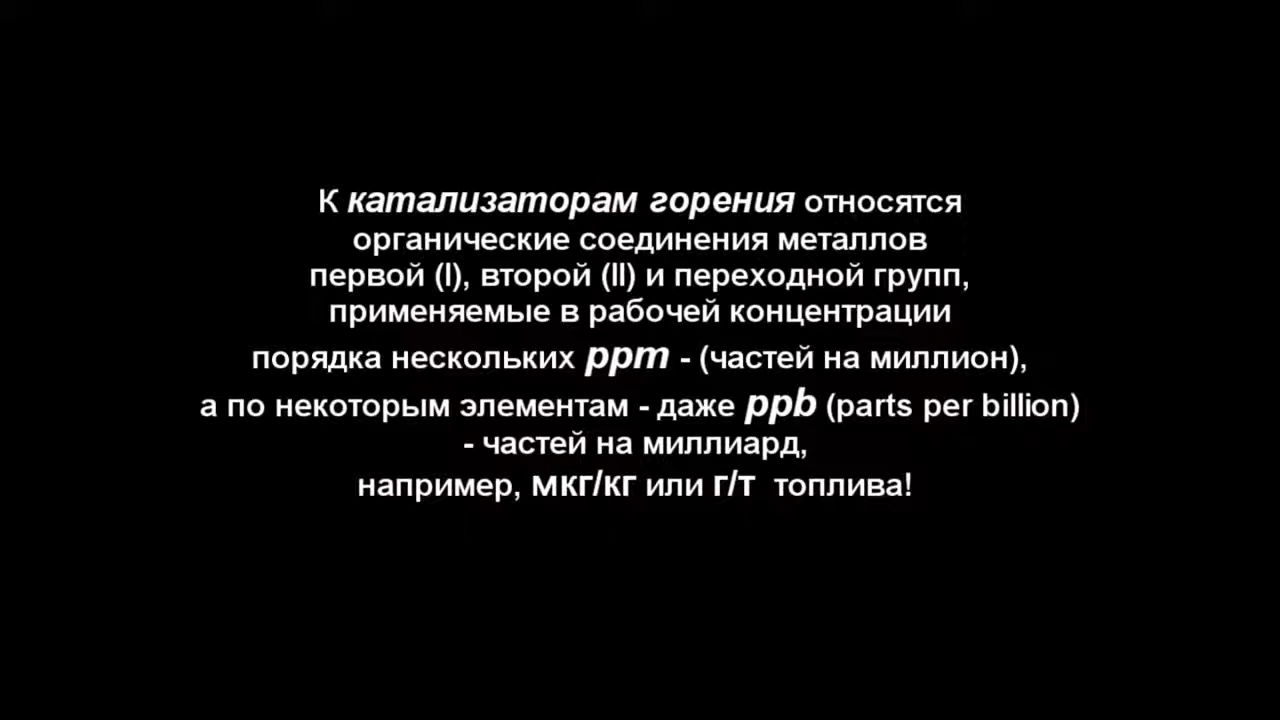 К катализаторам горения относятся
органические соединения металлов
первой (I), второй (II) и переходной групп,
применяемые в рабочей концентрации
порядка нескольких ppm - (частей на миллион),
а по некоторым элементам - даже ppb (parts per billion)
- частей на миллиард,
например, мкг/кг или г/т топлива!